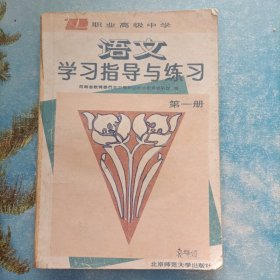 职业高级中学
语文
学习指导与练习
第一册
北京师范大学出版社